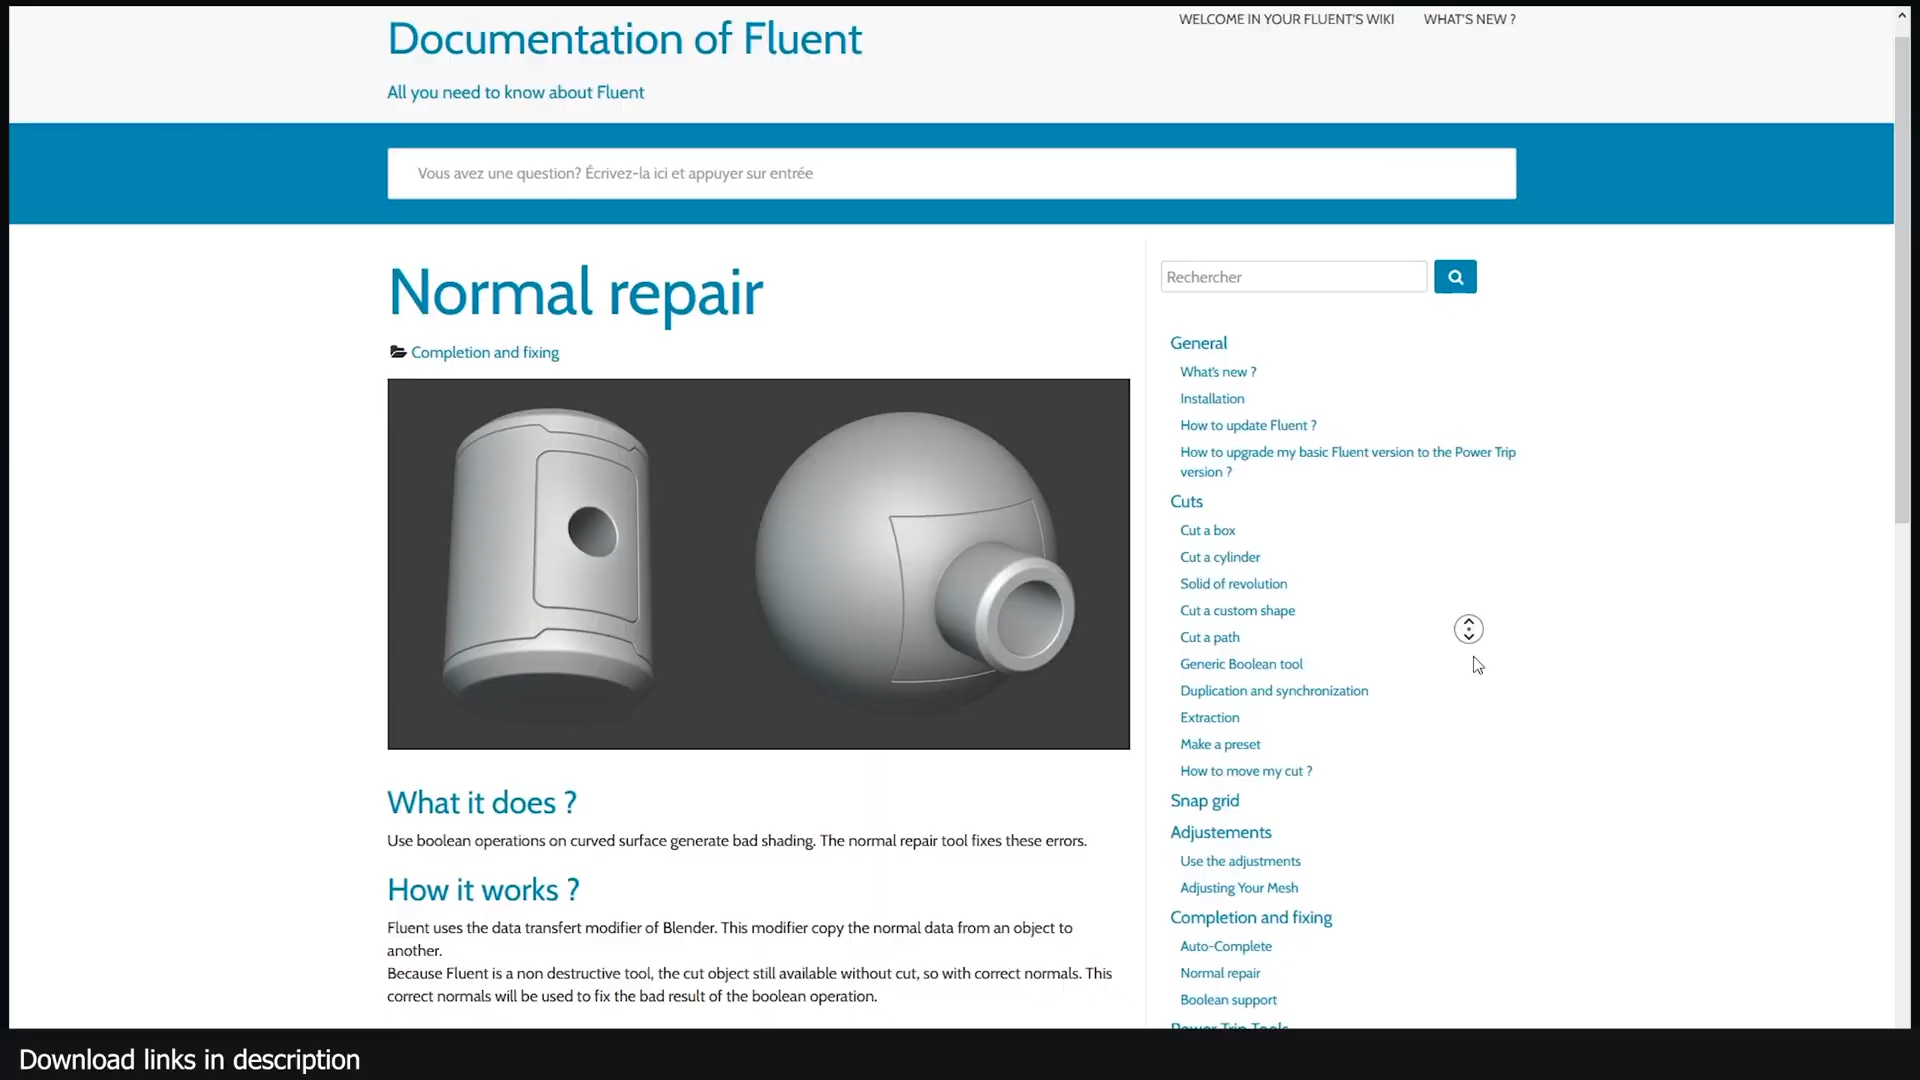 Documentation of Fluent
WELCOME IN YOUR FLUENT'S WIKI
WHAT'S NEW ?
All you need to know about Fluent
Vous avez une question? Écrivez-la ici et appuyer sur entrée
Normal repair
Completion and fixing
What it does ?
Use boolean operations on curved surface generate bad shading. The normal repair tool fixes these errors.
How it works ?
Fluent uses the data transfert modifier of Blender. This modifier copy the normal data from an object to
another.
Because Fluent is a non destructive tool, the cut object still available without cut, so with correct normals. This
correct normals will be used to fix the bad result of the boolean operation.
Rechercher
General
What's new ?
Installation
How to update Fluent ?
How to upgrade my basic Fluent version to the Power Trip
version ?
Cuts
Cut a box
Cut a cylinder
Solid of revolution
Cut a custom shape
Cut a path
Generic Boolean tool
Duplication and synchronization
Extraction
Make a preset
How to move my cut ?
Snap grid
Adjustements
Use the adjustments
Adjusting Your Mesh
Completion and fixing
Auto-Complete
Normal repair
Boolean support
Power Trip Tools
Download links in description